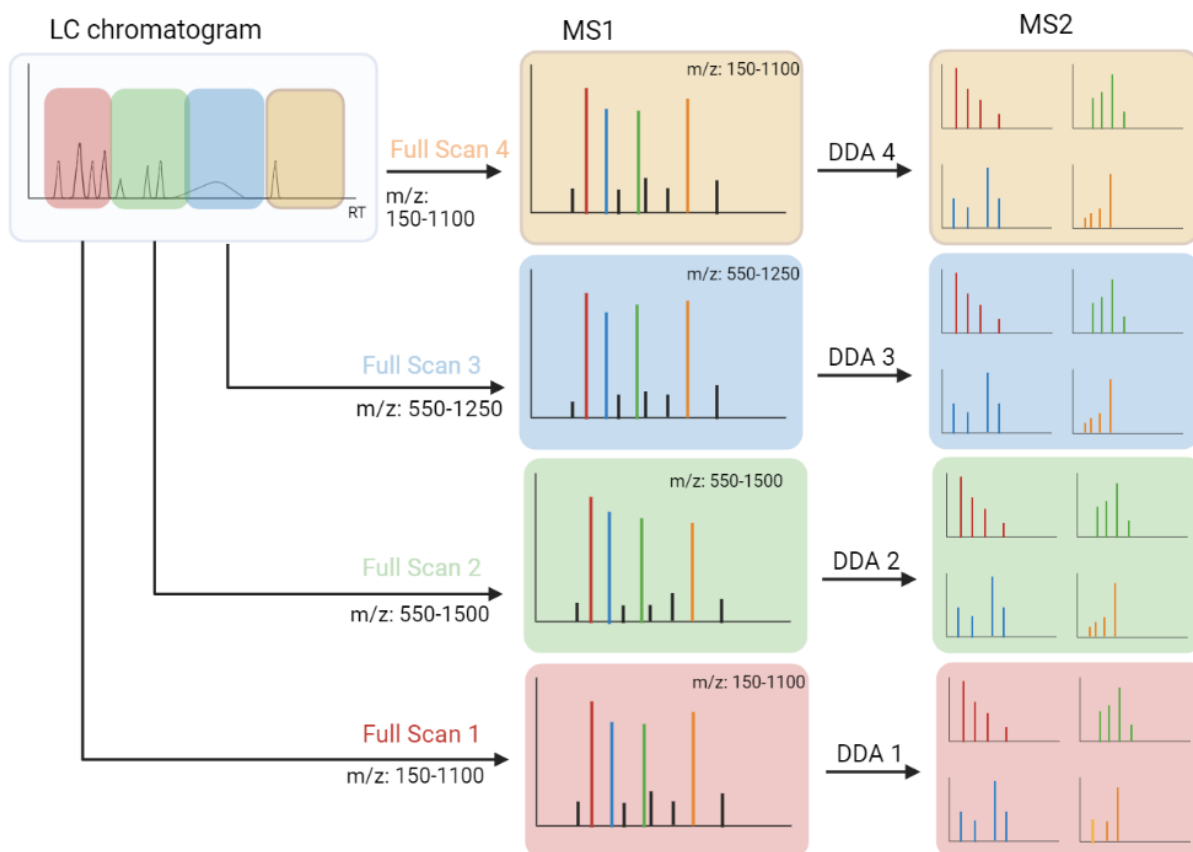 LC chromatogram
MS1
MS2
RT
Full Scan 4
m/z:
150-1100
m/z: 150-1100
DDA 4
Full Scan 3
m/z: 550-1250
m/z: 550-1250
DDA 3
Full Scan 2
m/z: 550-1500
m/z: 550-1500
DDA 2
Full Scan 1
m/z: 150-1100
m/z: 150-1100
DDA 1